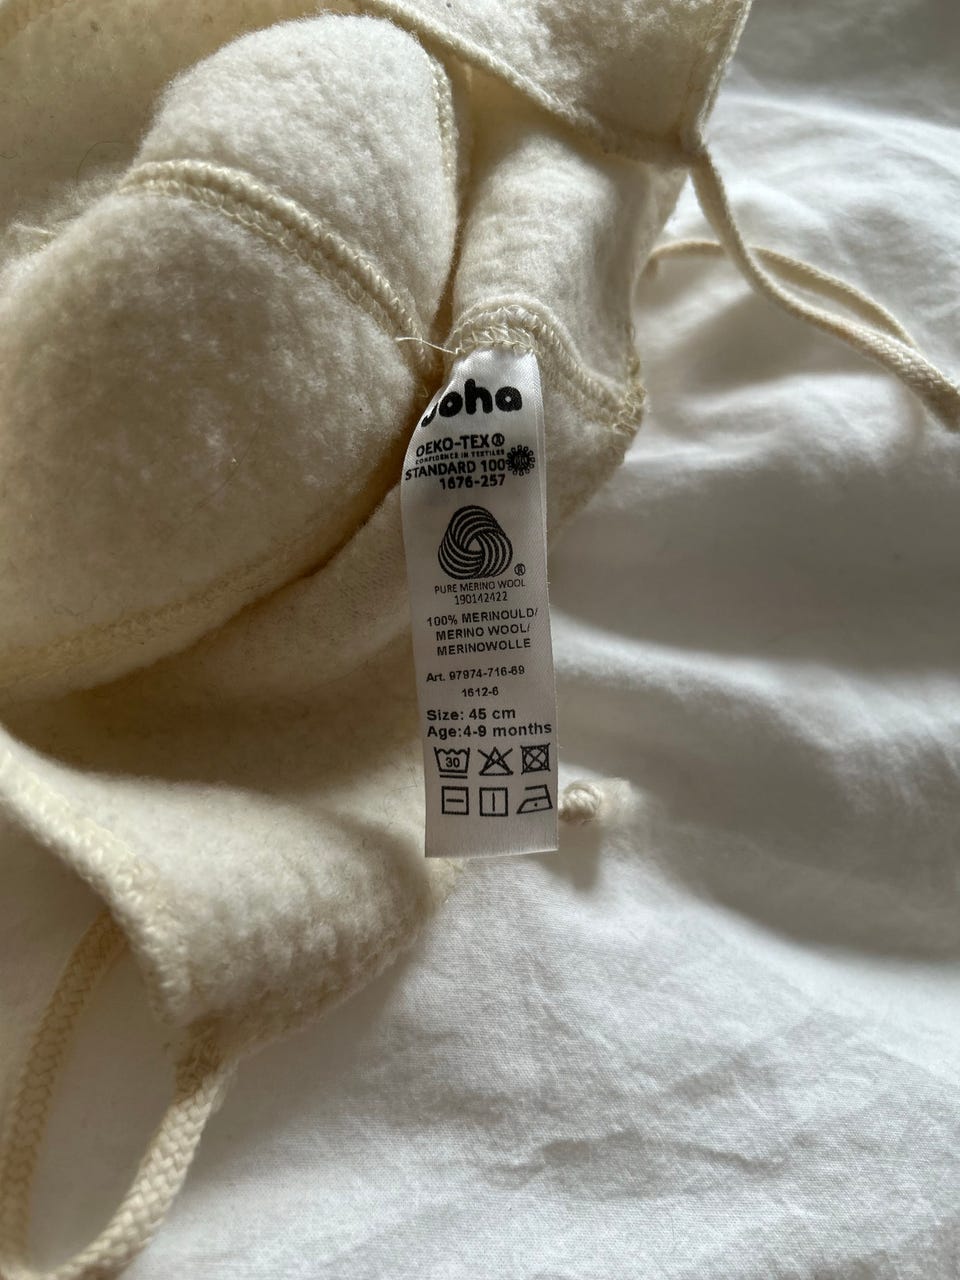 Joha
OEKO-TEX®
CONFIDENCE IN TEXTILES
STANDARD 100
1676-257
®
PURE MERINO WOOL
190142422
100% MERINOULD/
MERINO WOOL/
MERINOWOLLE
Art. 97974-716-69
1612-6
Size: 45 cm
Age:4-9 months
30